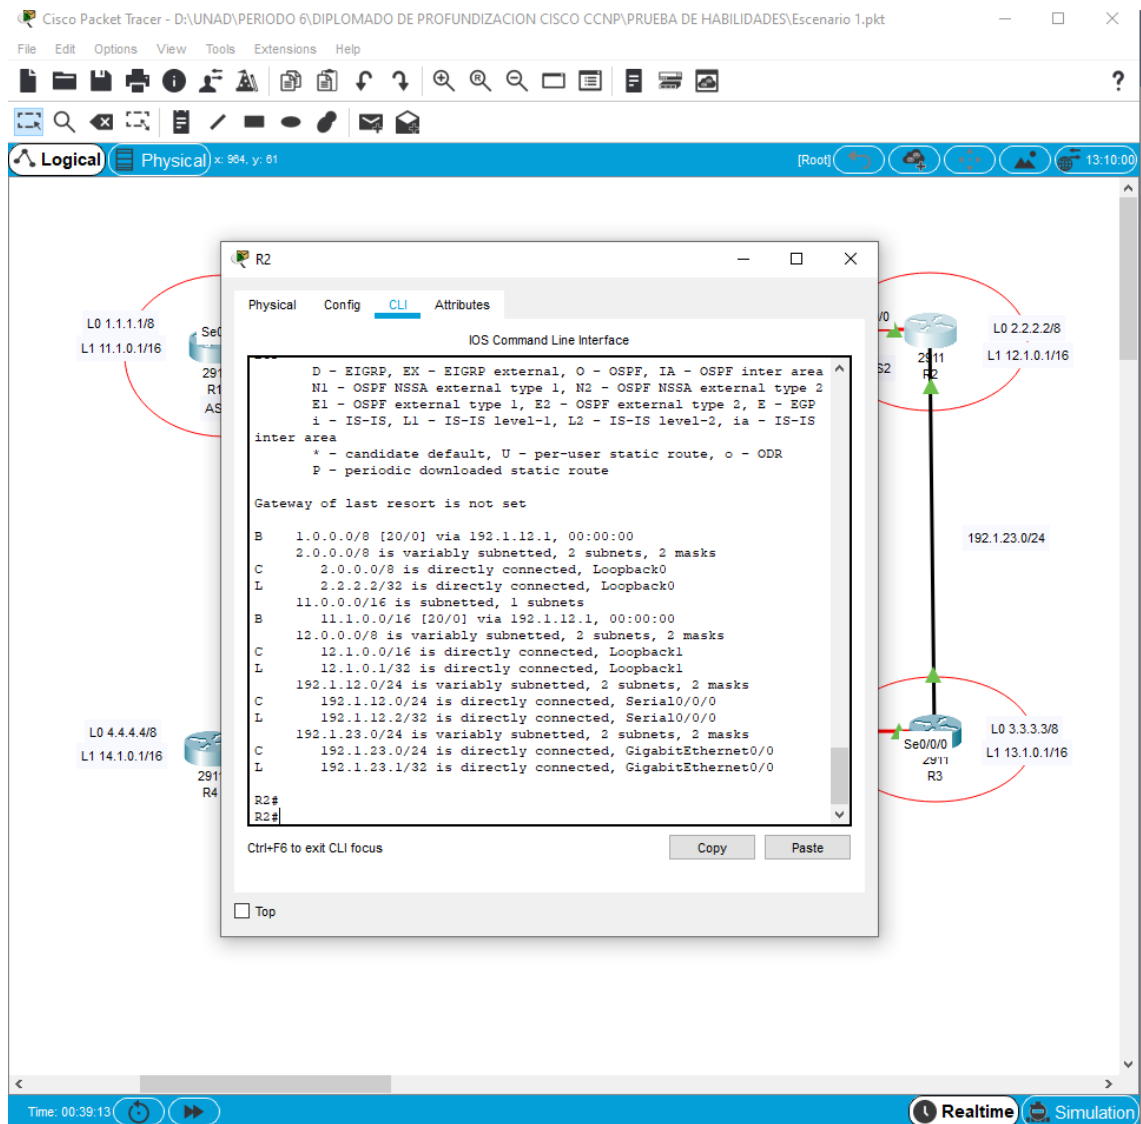 Cisco Packet Tracer - D:\UNAD\PERIODO 6\DIPLOMADO DE PROFUNDIZACION CISCO CCNP\PRUEBA DE HABILIDADES\Escenario 1.pkt
File Edit Options View Tools Extensions Help
?
Logical Physical x: 964, y: 61 [Root] 13:10:00
R2
Physical Config CLI Attributes
IOS Command Line Interface
D - EIGRP, EX - EIGRP external, O - OSPF, IA - OSPF inter area
N1 - OSPF NSSA external type 1, N2 - OSPF NSSA external type 2
E1 - OSPF external type 1, E2 - OSPF external type 2, E - EGP
i - IS-IS, L1 - IS-IS level-1, L2 - IS-IS level-2, ia - IS-IS
inter area
* - candidate default, U - per-user static route, o - ODR
P - periodic downloaded static route
Gateway of last resort is not set
B 1.0.0.0/8 [20/0] via 192.1.12.1, 00:00:00
2.0.0.0/8 is variably subnetted, 2 subnets, 2 masks
C 2.0.0.0/8 is directly connected, Loopback0
L 2.2.2.2/32 is directly connected, Loopback0
11.0.0.0/16 is subnetted, 1 subnets
B 11.1.0.0/16 [20/0] via 192.1.12.1, 00:00:00
12.0.0.0/8 is variably subnetted, 2 subnets, 2 masks
C 12.1.0.0/16 is directly connected, Loopback1
L 12.1.0.1/32 is directly connected, Loopback1
192.1.12.0/24 is variably subnetted, 2 subnets, 2 masks
C 192.1.12.0/24 is directly connected, Serial0/0/0
L 192.1.12.2/32 is directly connected, Serial0/0/0
192.1.23.0/24 is variably subnetted, 2 subnets, 2 masks
C 192.1.23.0/24 is directly connected, GigabitEthernet0/0
L 192.1.23.1/32 is directly connected, GigabitEthernet0/0
R2#
R2#
Ctrl+F6 to exit CLI focus Copy Paste
Top
L0 1.1.1.1/8
L1 11.1.0.1/16
Se0
291
R1
AS
L0 4.4.4.4/8
L1 14.1.0.1/16
291
R4
/0
S2
2911
R2
L0 2.2.2.2/8
L1 12.1.0.1/16
192.1.23.0/24
Se0/0/0
2911
R3
L0 3.3.3.3/8
L1 13.1.0.1/16
Time: 00:39:13 Realtime Simulation